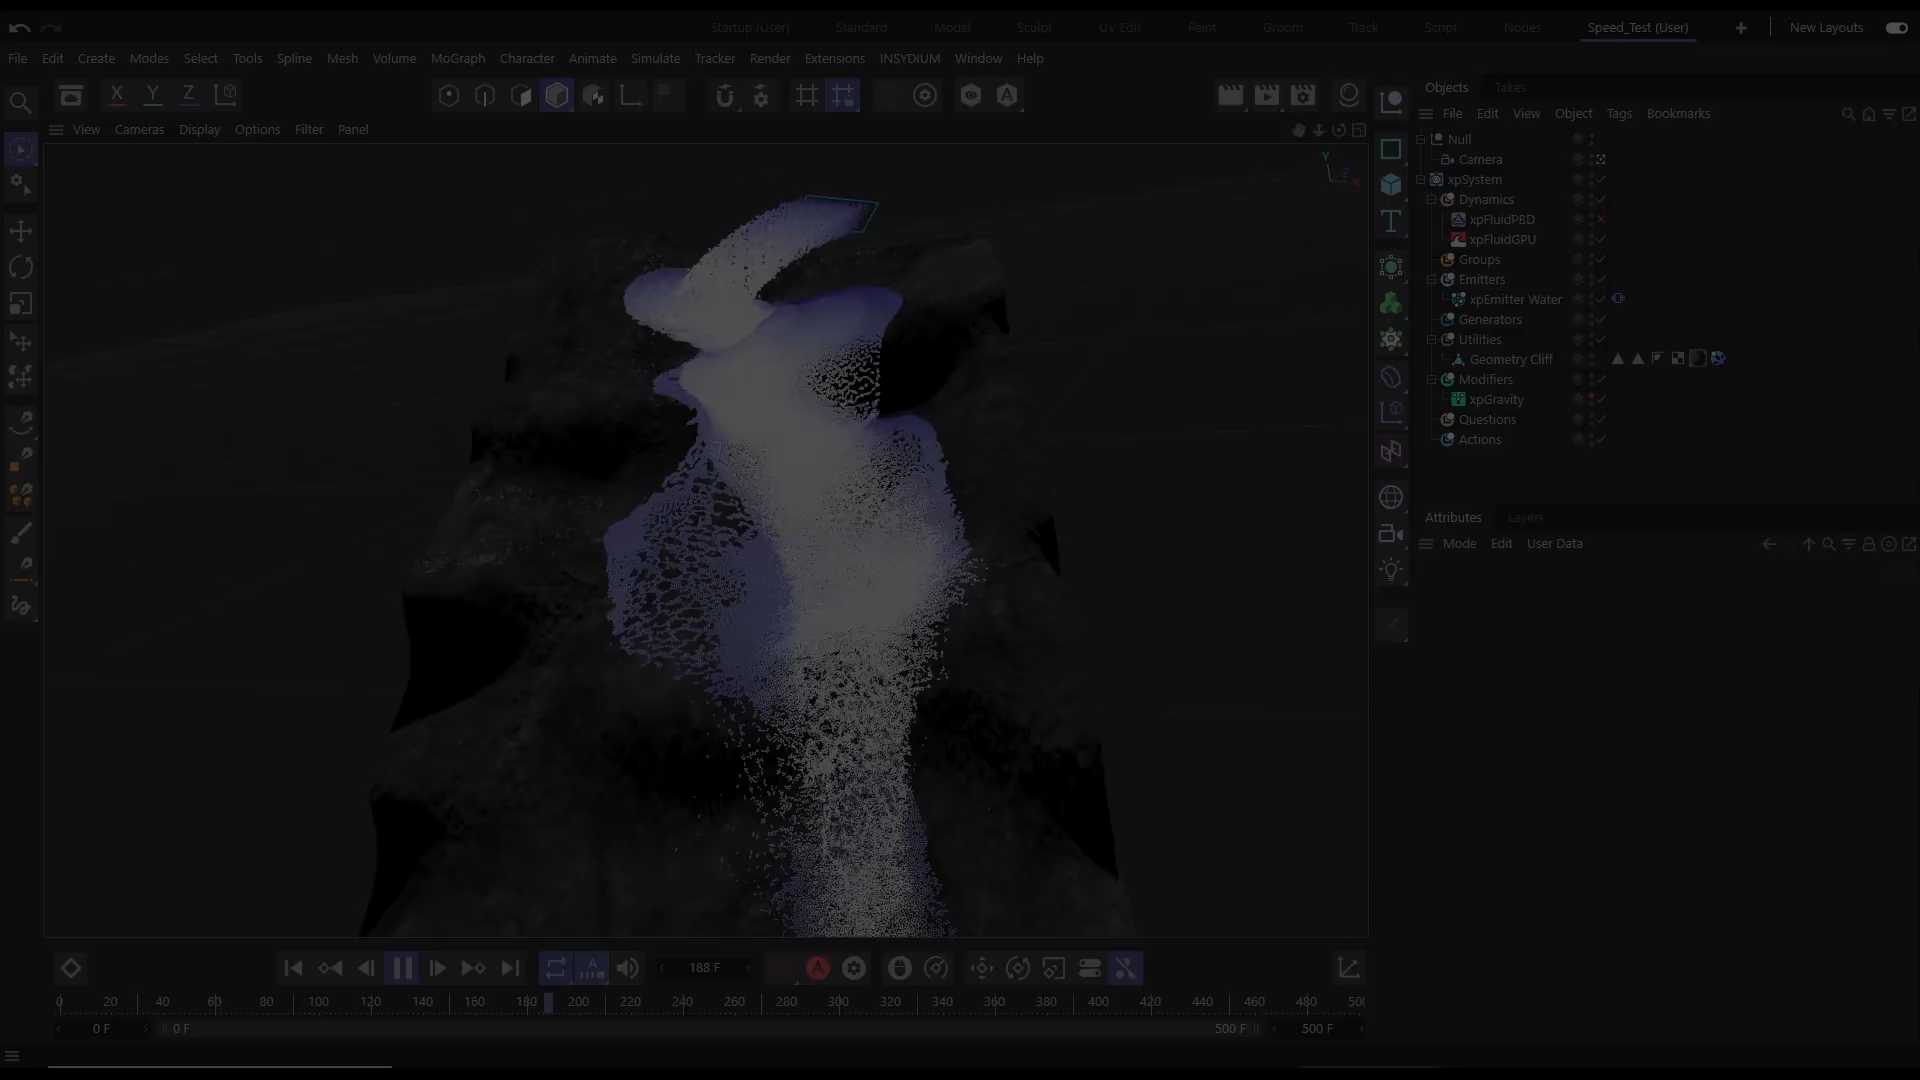 Startup (User) Standard Model Sculpt UV Edit Paint Groom Track Script Nodes Speed_Test (User) + New Layouts
File Edit Create Modes Select Tools Spline Mesh Volume MoGraph Character Animate Simulate Tracker Render Extensions INSYDIUM Window Help
X Y Z
View Cameras Display Options Filter Panel
Y
Z
X
Objects Takes
File Edit View Object Tags Bookmarks
Null
Camera
xpSystem
Dynamics
xpFluidPBD
xpFluidGPU
Groups
Emitters
xpEmitter Water
Generators
Utilities
Geometry Cliff
Modifiers
xpGravity
Questions
Actions
Attributes Layers
Mode Edit User Data
188 F
0 20 40 60 80 100 120 140 160 180 200 220 240 260 280 300 320 340 360 380 400 420 440 460 480 500
0 F 0 F 500 F 500 F